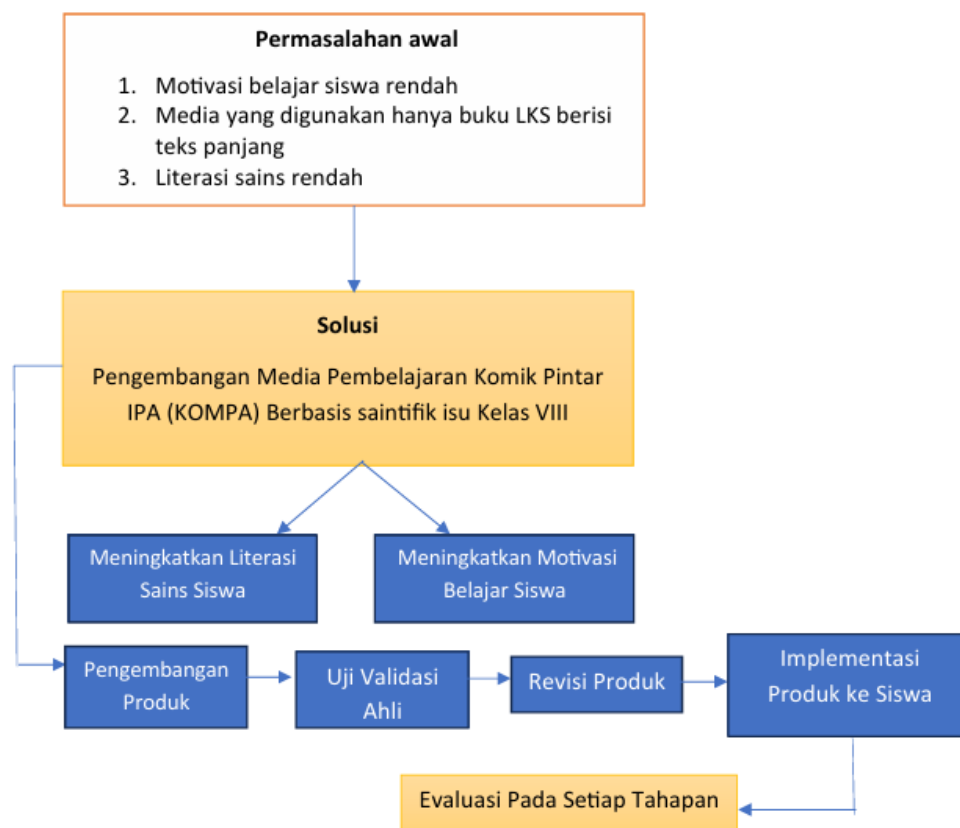 Permasalahan awal
1. Motivasi belajar siswa rendah
2. Media yang digunakan hanya buku LKS berisi
teks panjang
3. Literasi sains rendah
Solusi
Pengembangan Media Pembelajaran Komik Pintar
IPA (KOMPA) Berbasis saintifik isu Kelas VIII
Meningkatkan Literasi
Sains Siswa
Meningkatkan Motivasi
Belajar Siswa
Pengembangan
Produk
Uji Validasi
Ahli
Revisi Produk
Implementasi
Produk ke Siswa
Evaluasi Pada Setiap Tahapan